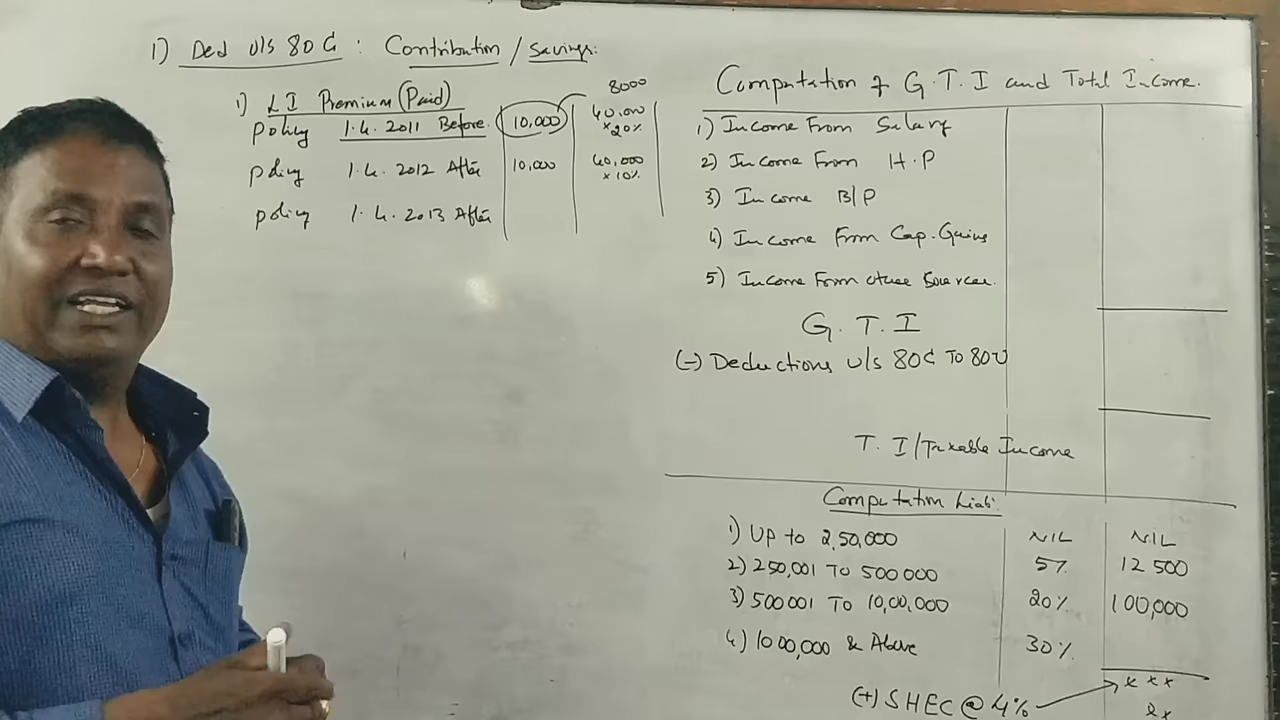 1) Ded U/S 80C : Contribution / Savings:
1) LI Premium (Paid)
8000
Policy 1.4.2011 Before. 10,000 40,000 x 20%
Policy 1.4.2012 After 10,000 40,000 x 10%
Policy 1.4.2013 After
Computation of G.T.I and Total Income.
1) Income From Salary
2) Income From H.P
3) Income B/P
4) Income From Cap.Gains
5) Income From other Sources.
G.T.I
(-) Deductions U/S 80C To 80U
T.I/Taxable Income
Computation Liab:
1) Up to 2,50,000 NIL NIL
2) 250,001 To 500000 5% 12500
3) 500001 To 10,00,000 20% 100,000
4) 1000,000 & Above 30%
x x x
(+) SHEC @ 4%